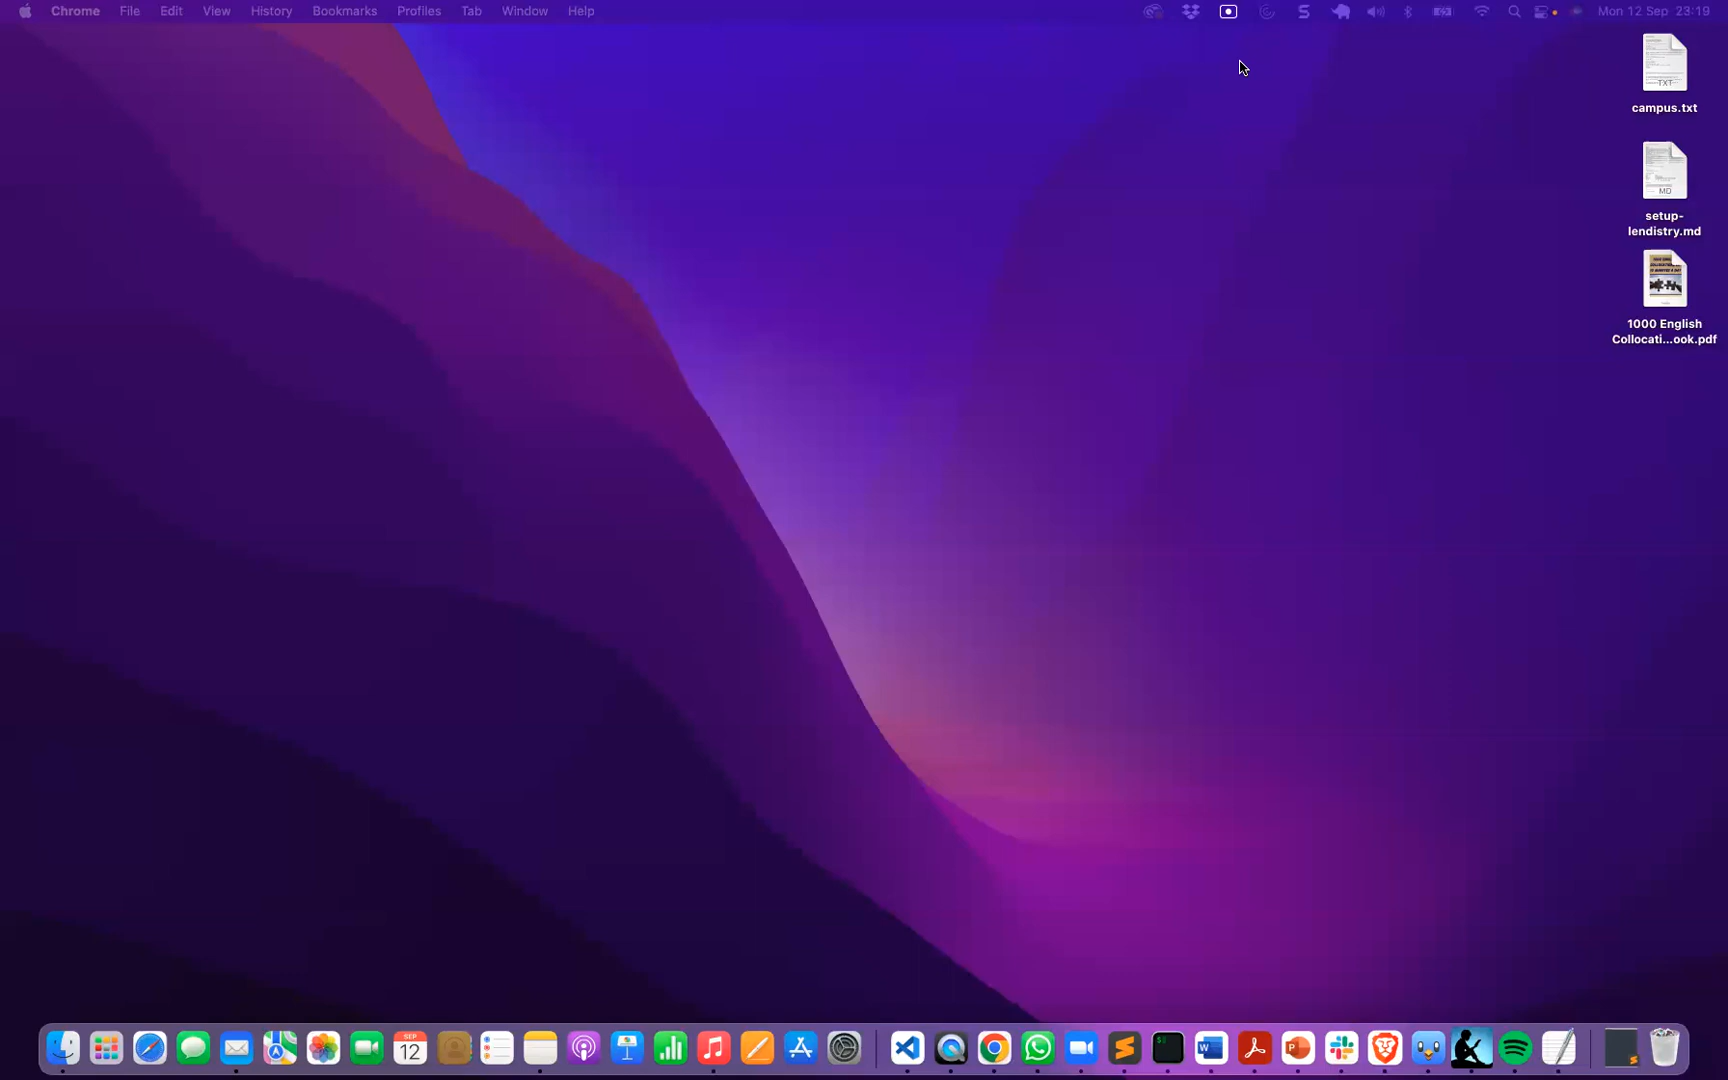 Chrome File Edit View History Bookmarks Profiles Tab Window Help Mon 12 Sep 23:19
TXT
campus.txt
MD
setup-
lendistry.md
1000 English
Collocati...ook.pdf
SEP
12